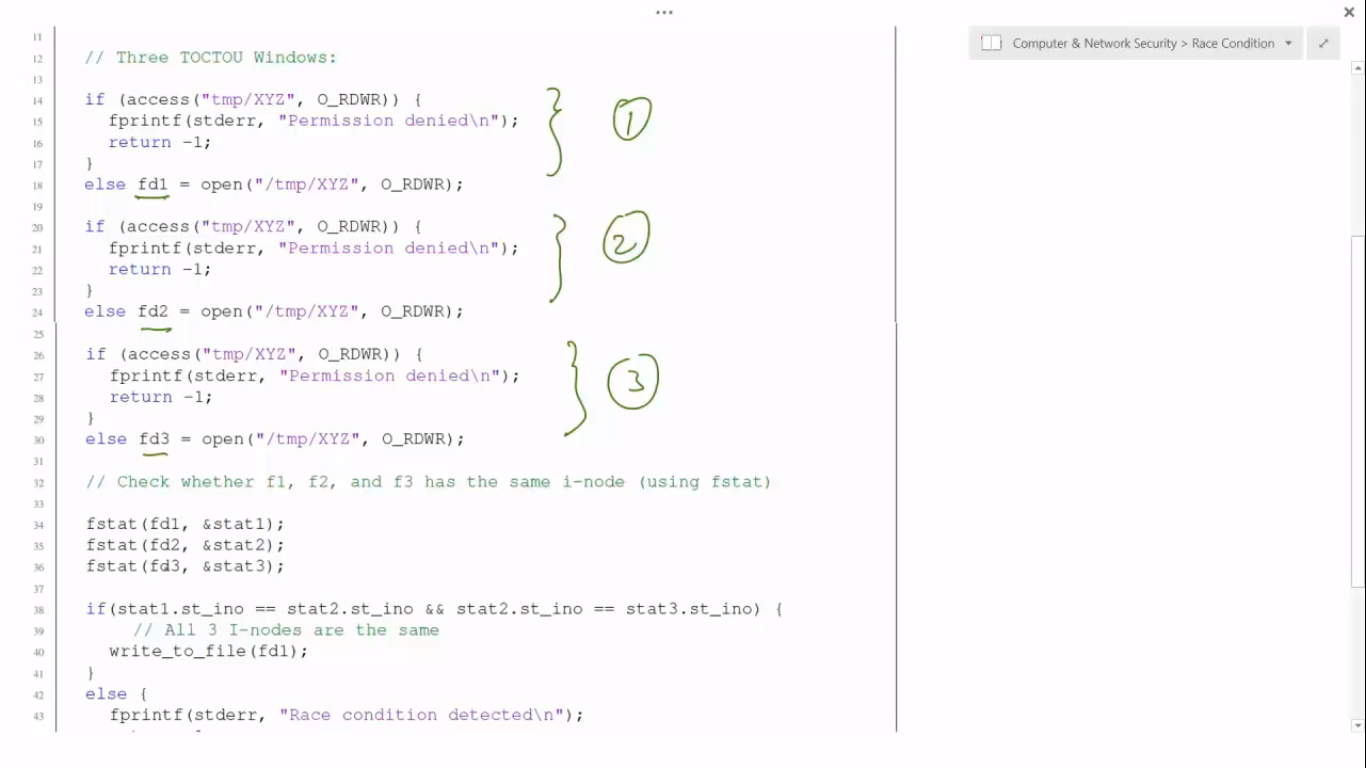 ...
×
Computer & Network Security > Race Condition
11
12 // Three TOCTOU Windows:
13
14 if (access("tmp/XYZ", O_RDWR)) {
15 fprintf(stderr, "Permission denied\n");
16 return -1;
17 }
18 else fd1 = open("/tmp/XYZ", O_RDWR);
19
20 if (access("tmp/XYZ", O_RDWR)) {
21 fprintf(stderr, "Permission denied\n");
22 return -1;
23 }
24 else fd2 = open("/tmp/XYZ", O_RDWR);
25
26 if (access("tmp/XYZ", O_RDWR)) {
27 fprintf(stderr, "Permission denied\n");
28 return -1;
29 }
30 else fd3 = open("/tmp/XYZ", O_RDWR);
31
32 // Check whether f1, f2, and f3 has the same i-node (using fstat)
33
34 fstat(fd1, &stat1);
35 fstat(fd2, &stat2);
36 fstat(fd3, &stat3);
37
38 if(stat1.st_ino == stat2.st_ino && stat2.st_ino == stat3.st_ino) {
39 // All 3 I-nodes are the same
40 write_to_file(fd1);
41 }
42 else {
43 fprintf(stderr, "Race condition detected\n");
1
2
3